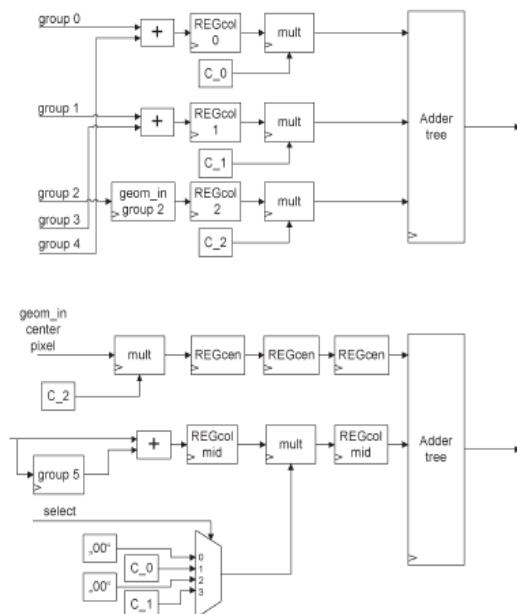 group 0
+
REGcol
0
mult
C_0
group 1
+
REGcol
1
mult
C_1
Adder
tree
group 2
geom_in
group 2
REGcol
2
mult
group 3
group 4
C_2
geom_in
center
pixel
mult
REGcen
REGcen
REGcen
C_2
+
REGcol
mid
mult
REGcol
mid
Adder
tree
group 5
select
„00“
0
C_0
1
„00“
2
C_1
3